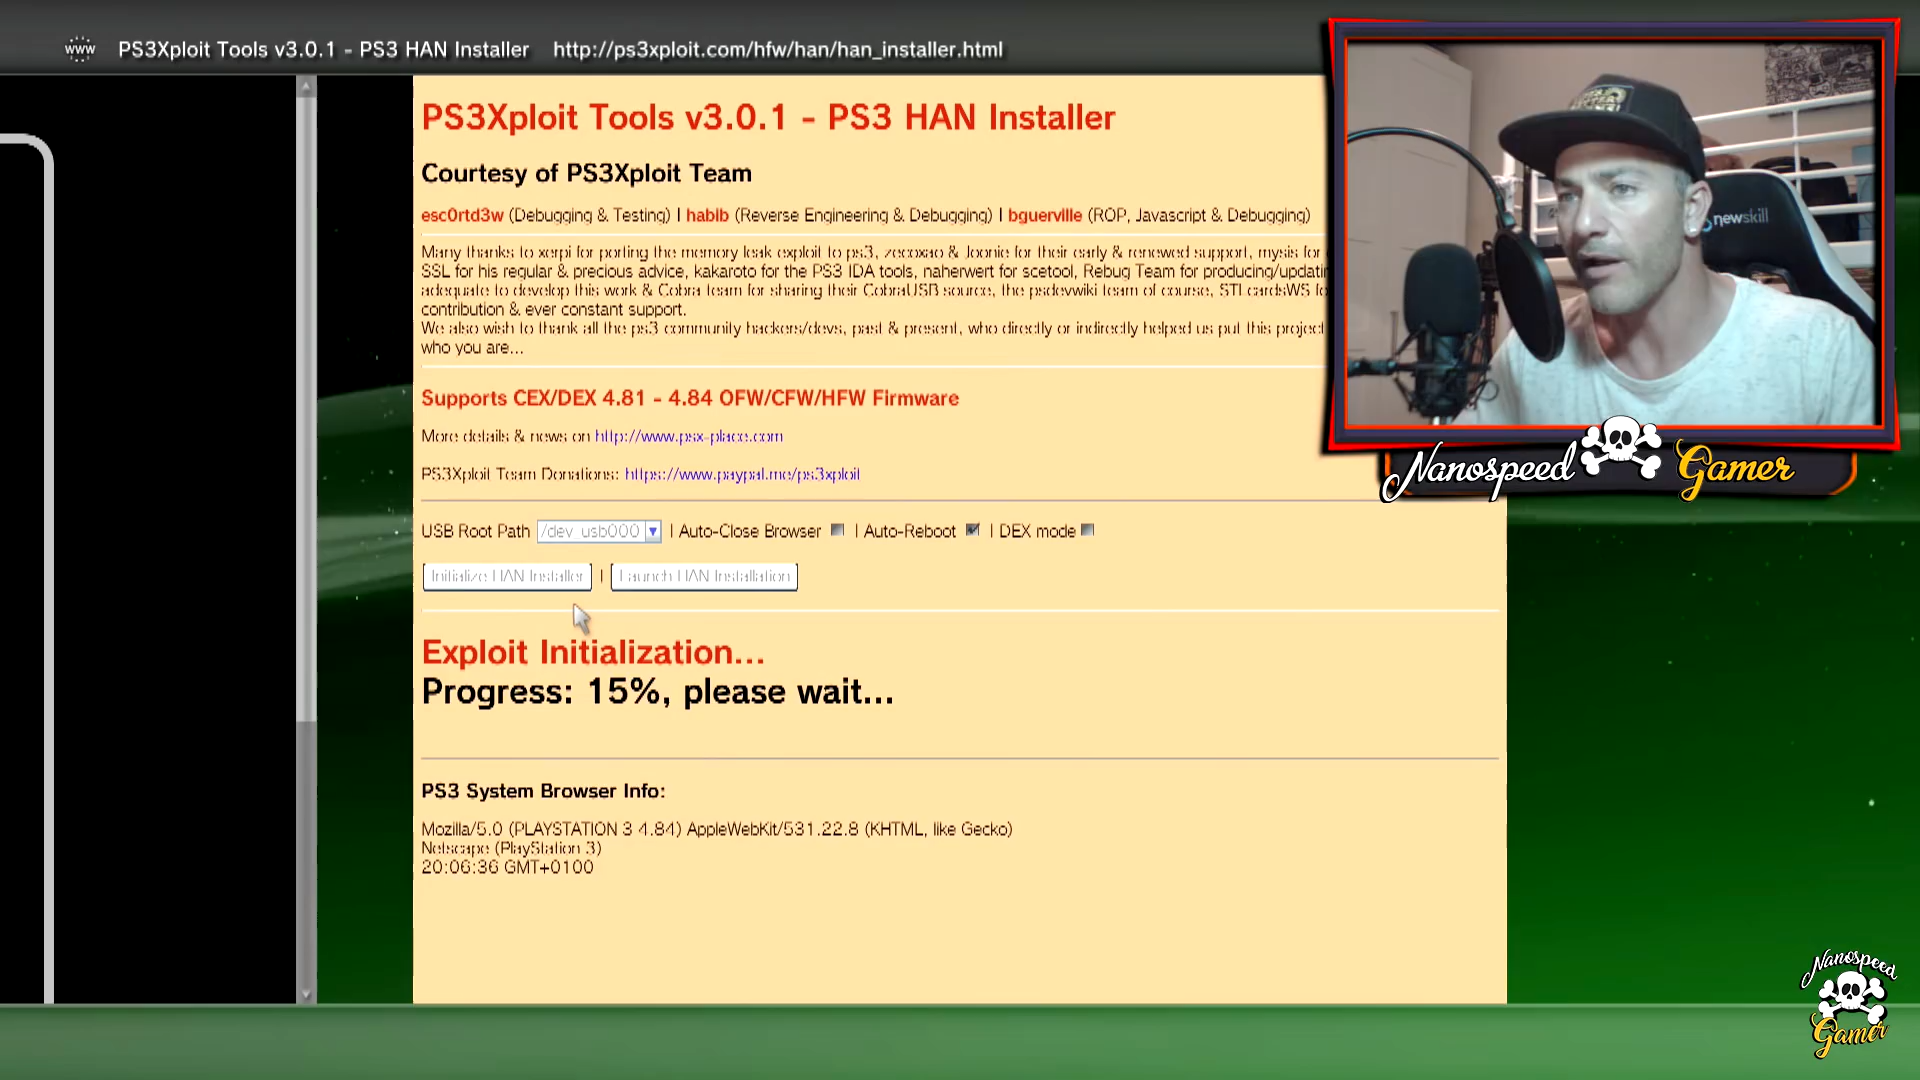 www PS3Xploit Tools v3.0.1 - PS3 HAN Installer http://ps3xploit.com/hfw/han/han_installer.html
PS3Xploit Tools v3.0.1 - PS3 HAN Installer
Courtesy of PS3Xploit Team
esc0rtd3w (Debugging & Testing) | habib (Reverse Engineering & Debugging) | bguerville (ROP, Javascript & Debugging)
Many thanks to xerpi for porting the memory leak exploit to ps3, zecoxao & Joonie for their early & renewed support, mysis for
SSL for his regular & precious advice, kakaroto for the PS3 IDA tools, naherwert for scetool, Rebug Team for producing/updatin
adequate to develop this work & Cobra team for sharing their CobraUSB source, the psdevwiki team of course, STLcardsWS fo
contribution & ever constant support.
We also wish to thank all the ps3 community hackers/devs, past & present, who directly or indirectly helped us put this project
who you are...
Supports CEX/DEX 4.81 - 4.84 OFW/CFW/HFW Firmware
More details & news on http://www.psx-place.com
PS3Xploit Team Donations: https://www.paypal.me/ps3xploit
USB Root Path /dev_usb000 | Auto-Close Browser | Auto-Reboot | DEX mode
Initialize HAN Installer | Launch HAN Installation
Exploit Initialization...
Progress: 15%, please wait...
PS3 System Browser Info:
Mozilla/5.0 (PLAYSTATION 3 4.84) AppleWebKit/531.22.8 (KHTML, like Gecko)
Netscape (PlayStation 3)
20:06:36 GMT+0100
newskill
Nanospeed Gamer
Nanospeed
Gamer